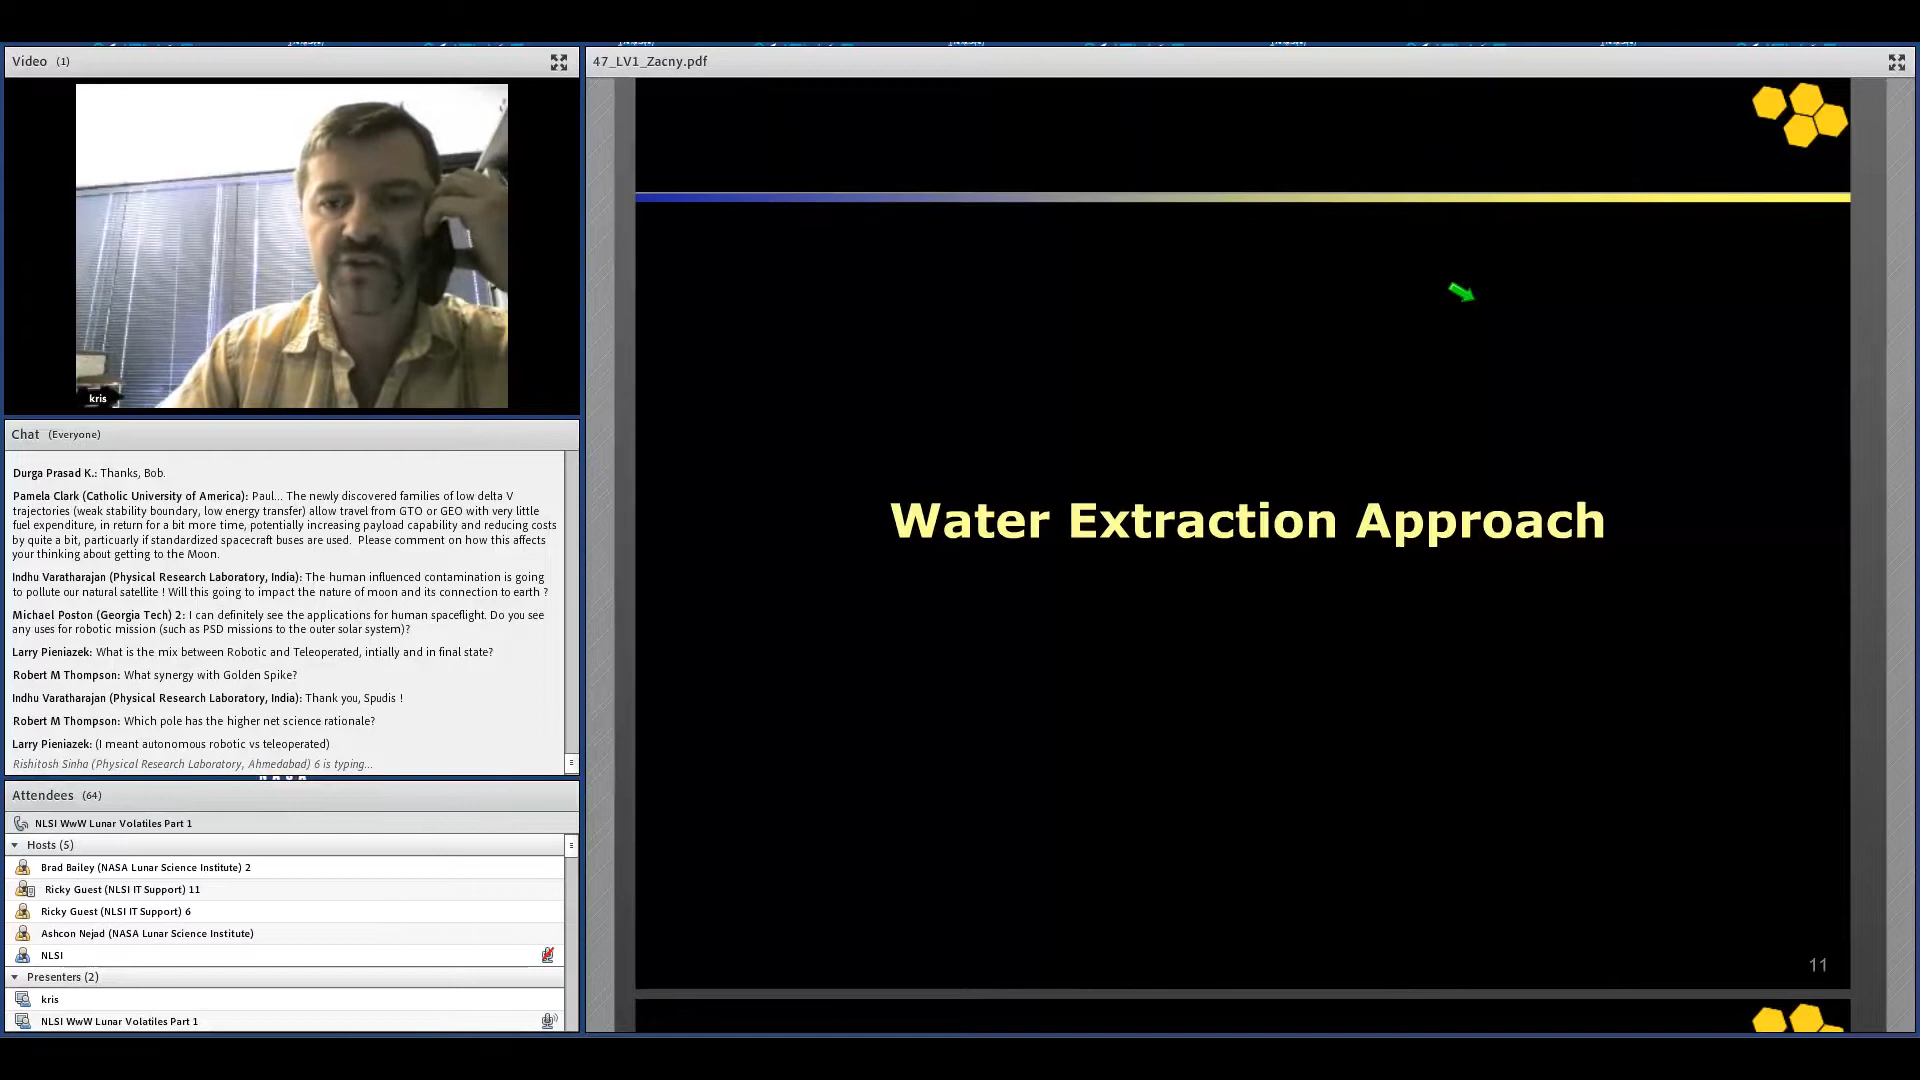 Video (1)
kris
Chat (Everyone)
Durga Prasad K.: Thanks, Bob.
Pamela Clark (Catholic University of America): Paul... The newly discovered families of low delta V
trajectories (weak stability boundary, low energy transfer) allow travel from GTO or GEO with very little
fuel expenditure, in return for a bit more time, potentially increasing payload capability and reducing costs
by quite a bit, particuarly if standardized spacecraft buses are used. Please comment on how this affects
your thinking about getting to the Moon.
Indhu Varatharajan (Physical Research Laboratory, India): The human influenced contamination is going
to pollute our natural satellite ! Will this going to impact the nature of moon and its connection to earth ?
Michael Poston (Georgia Tech) 2: I can definitely see the applications for human spaceflight. Do you see
any uses for robotic mission (such as PSD missions to the outer solar system)?
Larry Pieniazek: What is the mix between Robotic and Teleoperated, intially and in final state?
Robert M Thompson: What synergy with Golden Spike?
Indhu Varatharajan (Physical Research Laboratory, India): Thank you, Spudis !
Robert M Thompson: Which pole has the higher net science rationale?
Larry Pieniazek: (I meant autonomous robotic vs teleoperated)
Rishitosh Sinha (Physical Research Laboratory, Ahmedabad) 6 is typing...
Attendees (64)
NLSI WwW Lunar Volatiles Part 1
Hosts (5)
Brad Bailey (NASA Lunar Science Institute) 2
Ricky Guest (NLSI IT Support) 11
Ricky Guest (NLSI IT Support) 6
Ashcon Nejad (NASA Lunar Science Institute)
NLSI
Presenters (2)
kris
NLSI WwW Lunar Volatiles Part 1
47_LV1_Zacny.pdf
Water Extraction Approach
11